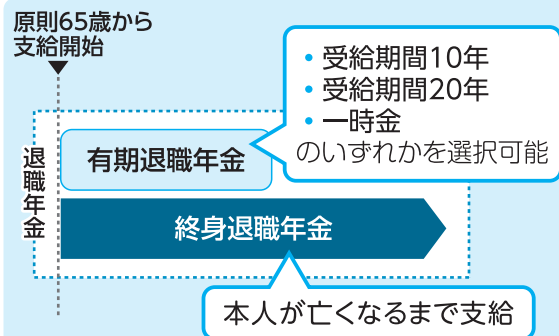 原則65歳から
支給開始
・受給期間10年
・受給期間20年
・一時金
のいずれかを選択可能
退職年金
有期退職年金
終身退職年金
本人が亡くなるまで支給